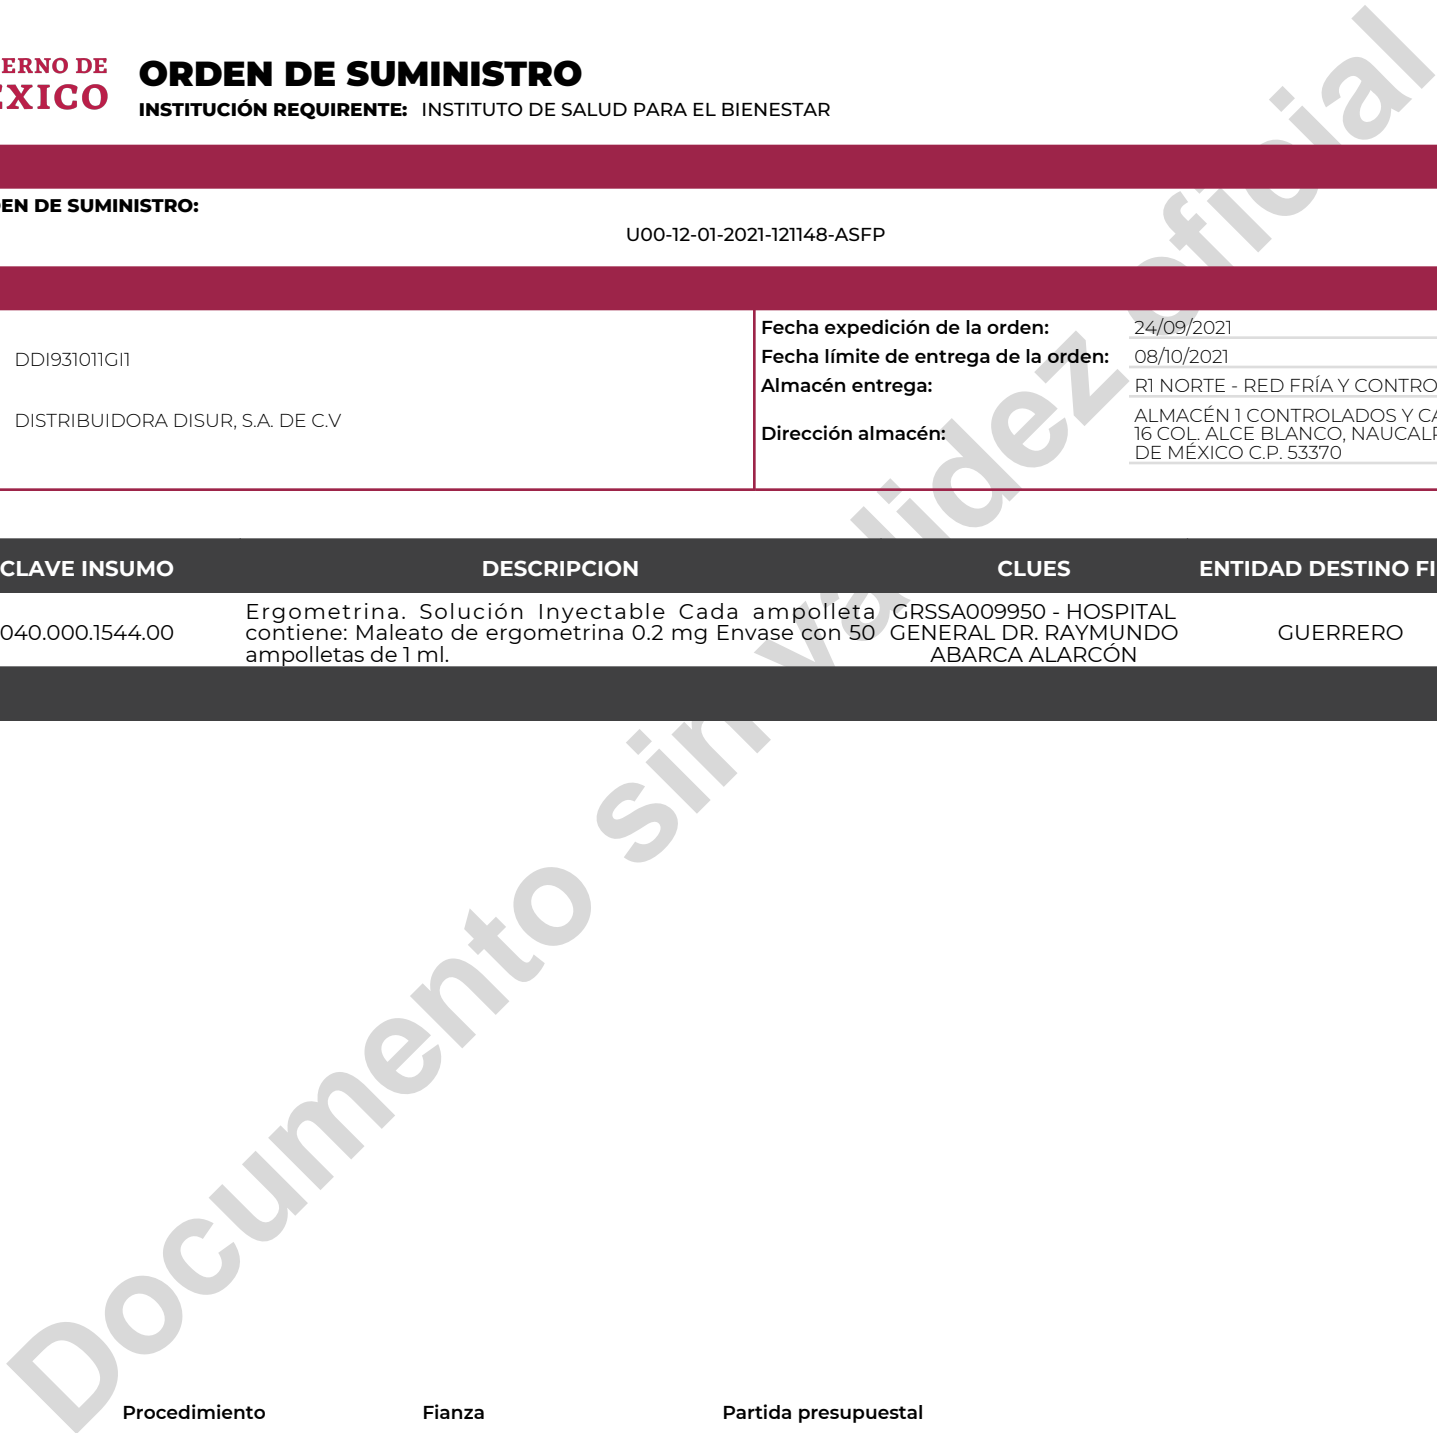 ERNO DE
ÉXICO
ORDEN DE SUMINISTRO
INSTITUCIÓN REQUIRENTE: INSTITUTO DE SALUD PARA EL BIENESTAR
EN DE SUMINISTRO:
U00-12-01-2021-121148-ASFP
DDI931011GI1
DISTRIBUIDORA DISUR, S.A. DE C.V
Fecha expedición de la orden: 24/09/2021
Fecha límite de entrega de la orden: 08/10/2021
Almacén entrega: R1 NORTE - RED FRÍA Y CONTRO
Dirección almacén:
ALMACÉN 1 CONTROLADOS Y CA
16 COL. ALCE BLANCO, NAUCALP
DE MÉXICO C.P. 53370
CLAVE INSUMO DESCRIPCION CLUES ENTIDAD DESTINO FI
040.000.1544.00
Ergometrina. Solución Inyectable Cada ampolleta
contiene: Maleato de ergometrina 0.2 mg Envase con 50
ampolletas de 1 ml.
GRSSA009950 - HOSPITAL
GENERAL DR. RAYMUNDO
ABARCA ALARCÓN
GUERRERO
Documento sin validez oficial
Procedimiento Fianza Partida presupuestal